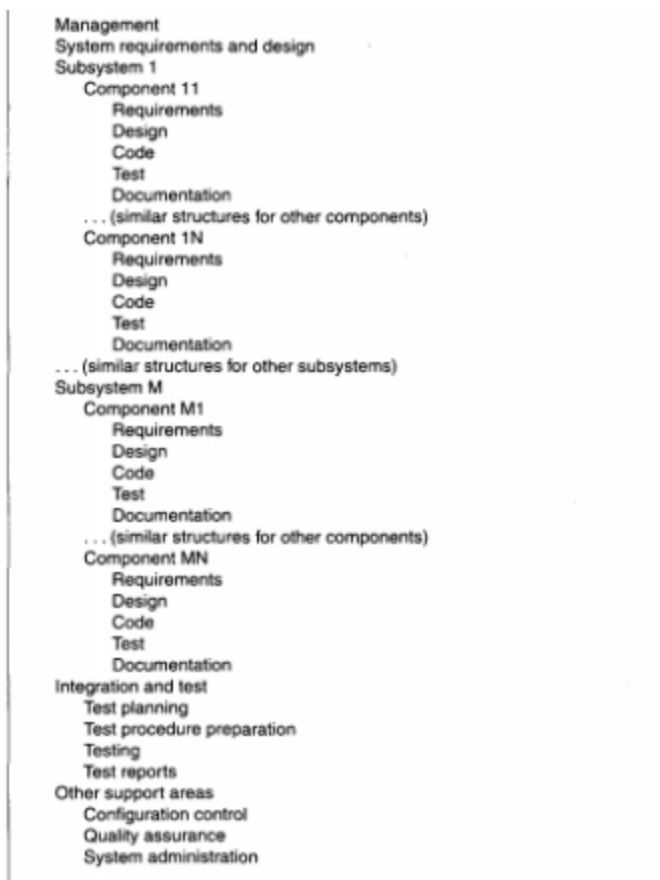 Management
System requirements and design
Subsystem 1
Component 11
Requirements
Design
Code
Test
Documentation
. . . (similar structures for other components)
Component 1N
Requirements
Design
Code
Test
Documentation
. . . (similar structures for other subsystems)
Subsystem M
Component M1
Requirements
Design
Code
Test
Documentation
. . . (similar structures for other components)
Component MN
Requirements
Design
Code
Test
Documentation
Integration and test
Test planning
Test procedure preparation
Testing
Test reports
Other support areas
Configuration control
Quality assurance
System administration